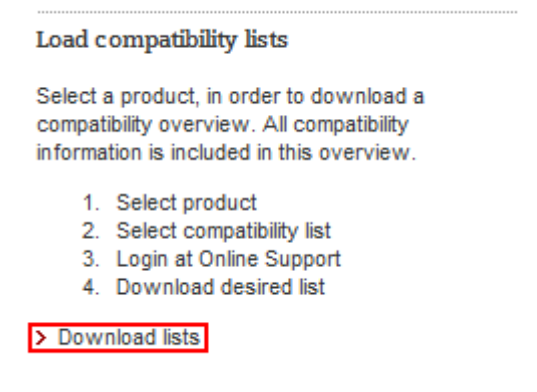 Load compatibility lists
Select a product, in order to download a
compatibility overview. All compatibility
information is included in this overview.
1. Select product
2. Select compatibility list
3. Login at Online Support
4. Download desired list
> Download lists